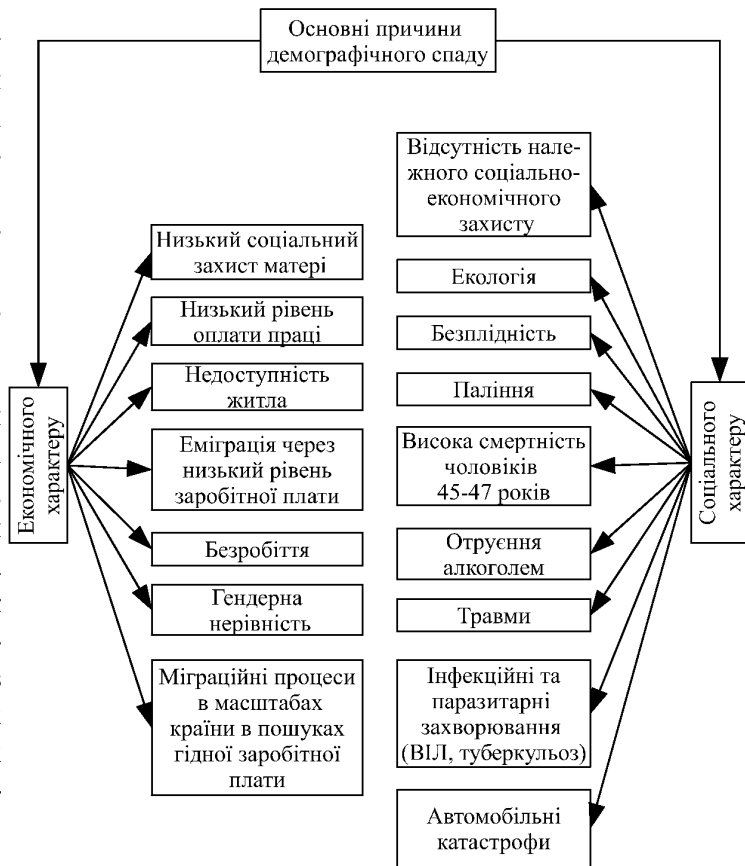 Основні причини
демографічного спаду
Економічного
характеру
Низький соціальний
захист матері
Низький рівень
оплати праці
Недоступність
житла
Еміграція через
низький рівень
заробітної плати
Безробіття
Гендерна
нерівність
Міграційні процеси
в масштабах
країни в пошуках
гідної заробітної
плати
Відсутність нале-
жного соціально-
економічного
захисту
Екологія
Безплідність
Паління
Висока смертність
чоловіків
45-47 років
Отруєння
алкоголем
Травми
Інфекційні та
паразитарні
захворювання
(ВІЛ, туберкульоз)
Автомобільні
катастрофи
Соціального
характеру